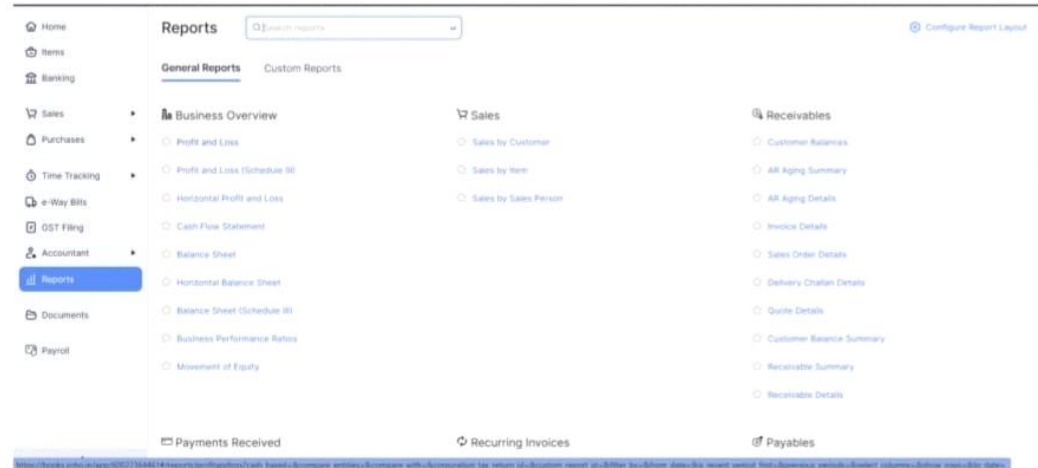 Home
Items
Banking
Sales
Purchases
Time Tracking
e-Way Bills
GST Filing
Accountant
Reports
Documents
Payroll
Reports
Search reports
Configure Report Layout
General Reports
Custom Reports
Business Overview
Profit and Loss
Profit and Loss (Schedule III)
Horizontal Profit and Loss
Cash Flow Statement
Balance Sheet
Horizontal Balance Sheet
Balance Sheet (Schedule III)
Business Performance Ratios
Movement of Equity
Sales
Sales by Customer
Sales by Item
Sales by Sales Person
Receivables
Customer Balances
AR Aging Summary
AR Aging Details
Invoice Details
Sales Order Details
Delivery Challan Details
Quote Details
Customer Balance Summary
Receivable Summary
Receivable Details
Payments Received
Recurring Invoices
Payables